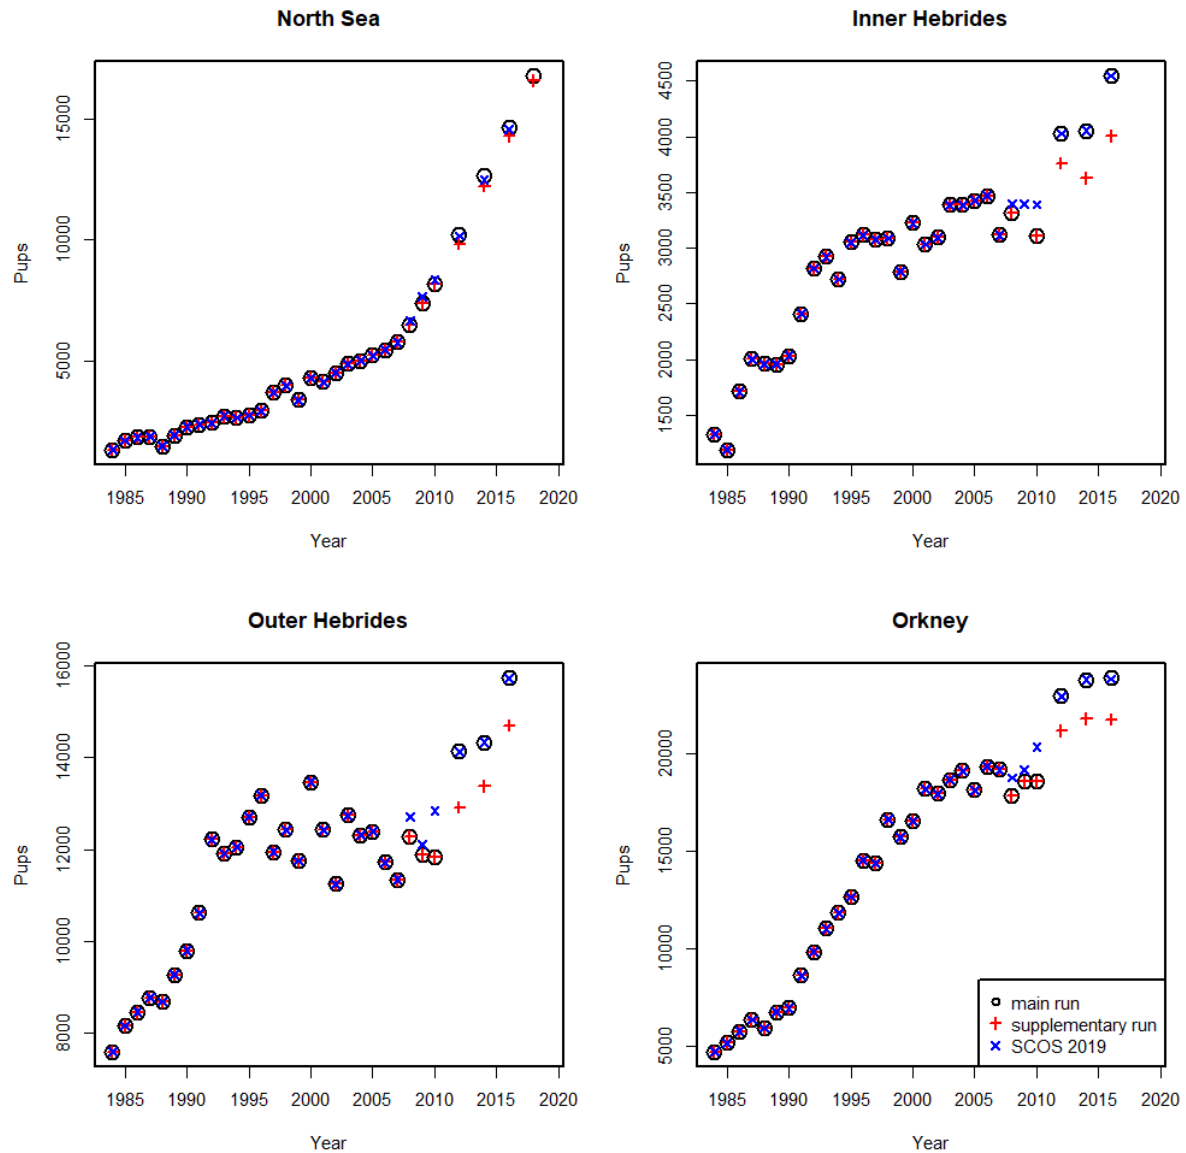 North Sea
Pups
15000
10000
5000
1985 1990 1995 2000 2005 2010 2015 2020
Year
Inner Hebrides
Pups
4500
4000
3500
3000
2500
2000
1500
1985 1990 1995 2000 2005 2010 2015 2020
Year
Outer Hebrides
Pups
16000
14000
12000
10000
8000
1985 1990 1995 2000 2005 2010 2015 2020
Year
Orkney
Pups
20000
15000
10000
5000
main run
supplementary run
SCOS 2019
1985 1990 1995 2000 2005 2010 2015 2020
Year